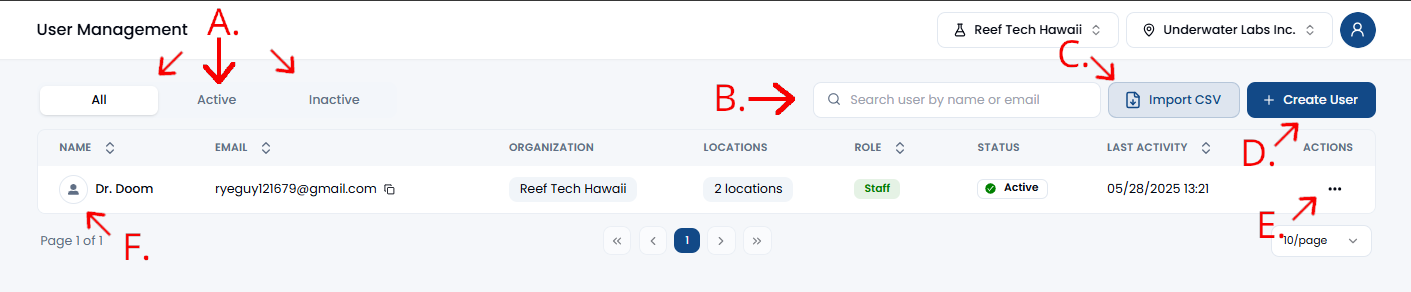 User Management A. Reef Tech Hawaii Underwater Labs Inc.
C.
All Active Inactive B. Search user by name or email Import CSV + Create User
D.
NAME EMAIL ORGANIZATION LOCATIONS ROLE STATUS LAST ACTIVITY ACTIONS
Dr. Doom ryeguy121679@gmail.com Reef Tech Hawaii 2 locations Staff Active 05/28/2025 13:21 •••
E.
Page 1 of 1 F. « ‹ 1 › » 10/page